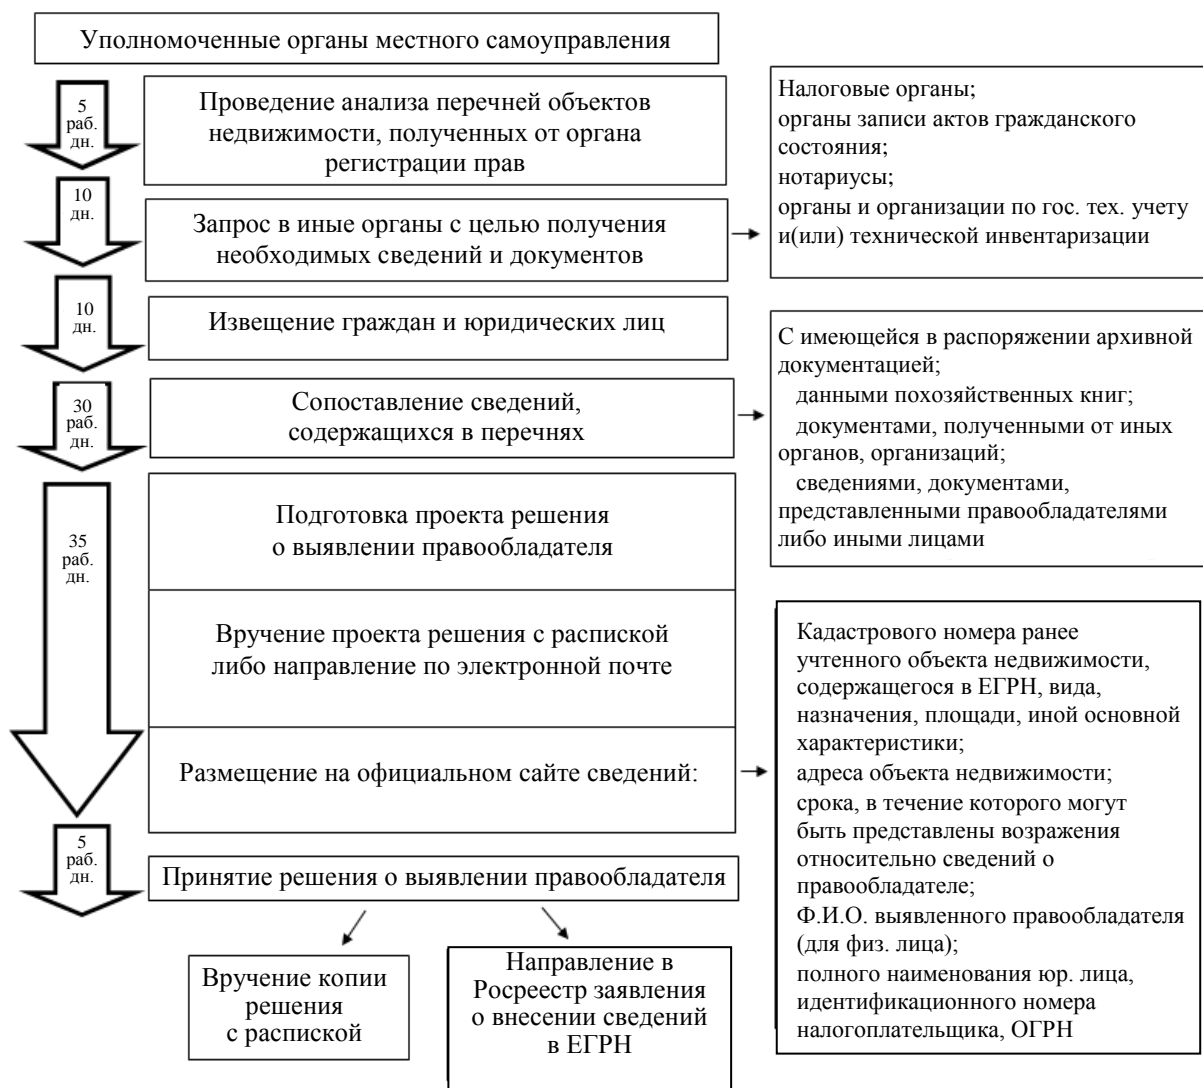 Уполномоченные органы местного самоуправления
5
раб.
дн.
Проведение анализа перечней объектов
недвижимости, полученных от органа
регистрации прав
10
дн.
Запрос в иные органы с целью получения
необходимых сведений и документов
Налоговые органы;
органы записи актов гражданского
состояния;
нотариусы;
органы и организации по гос. тех. учету
и(или) технической инвентаризации
10
дн.
Извещение граждан и юридических лиц
30
раб.
дн.
Сопоставление сведений,
содержащихся в перечнях
С имеющейся в распоряжении архивной
документацией;
данными похозяйственных книг;
документами, полученными от иных
органов, организаций;
сведениями, документами,
представленными правообладателями
либо иными лицами
35
раб.
дн.
Подготовка проекта решения
о выявлении правообладателя
Вручение проекта решения с распиской
либо направление по электронной почте
Размещение на официальном сайте сведений:
Кадастрового номера ранее
учтенного объекта недвижимости,
содержащегося в ЕГРН, вида,
назначения, площади, иной основной
характеристики;
адреса объекта недвижимости;
срока, в течение которого могут
быть представлены возражения
относительно сведений о
правообладателе;
Ф.И.О. выявленного правообладателя
(для физ. лица);
полного наименования юр. лица,
идентификационного номера
налогоплательщика, ОГРН
5
раб.
дн.
Принятие решения о выявлении правообладателя
Вручение копии
решения
с распиской
Направление в
Росреестр заявления
о внесении сведений
в ЕГРН